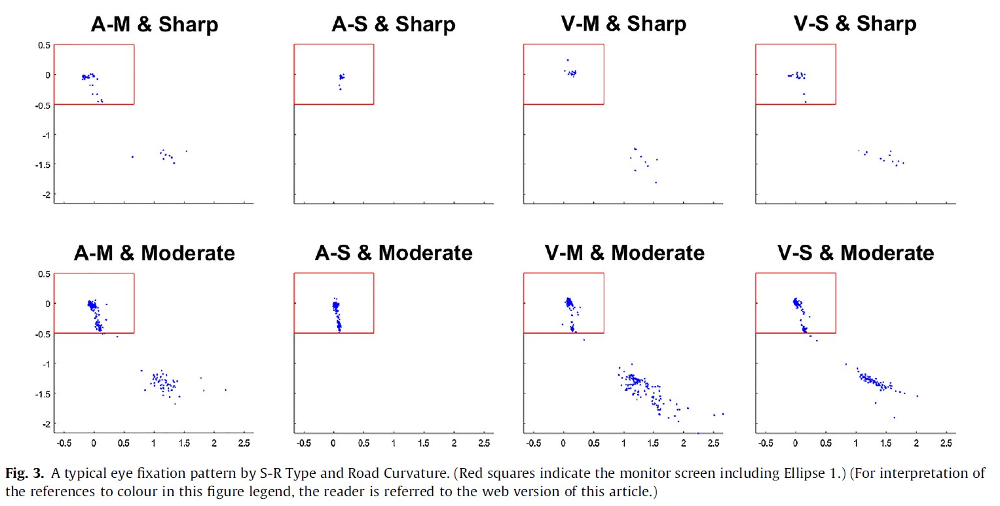 A-M & Sharp A-S & Sharp V-M & Sharp V-S & Sharp
0.5
0
-0.5
-1
-1.5
-2
A-M & Moderate A-S & Moderate V-M & Moderate V-S & Moderate
0.5
0
-0.5
-1
-1.5
-2
-0.5 0 0.5 1 1.5 2 2.5 -0.5 0 0.5 1 1.5 2 2.5 -0.5 0 0.5 1 1.5 2 2.5 -0.5 0 0.5 1 1.5 2 2.5
Fig. 3. A typical eye fixation pattern by S-R Type and Road Curvature. (Red squares indicate the monitor screen including Ellipse 1.) (For interpretation of
the references to colour in this figure legend, the reader is referred to the web version of this article.)